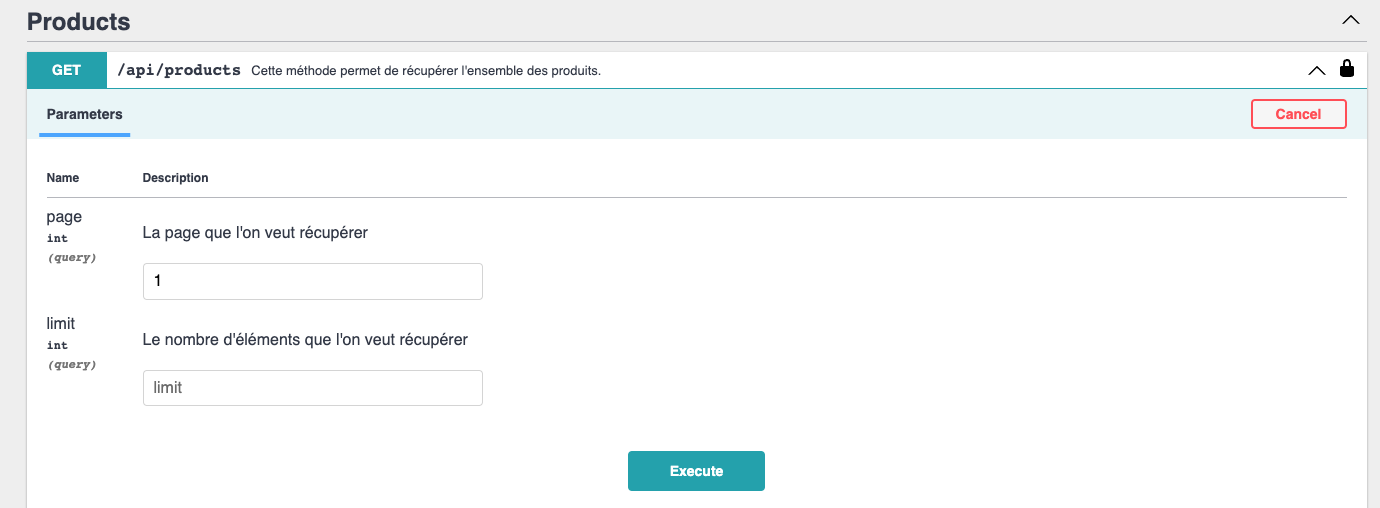 Products
GET /api/products Cette méthode permet de récupérer l'ensemble des produits.
Parameters Cancel
Name Description
page
int
(query)
La page que l'on veut récupérer
1
limit
int
(query)
Le nombre d'éléments que l'on veut récupérer
limit
Execute